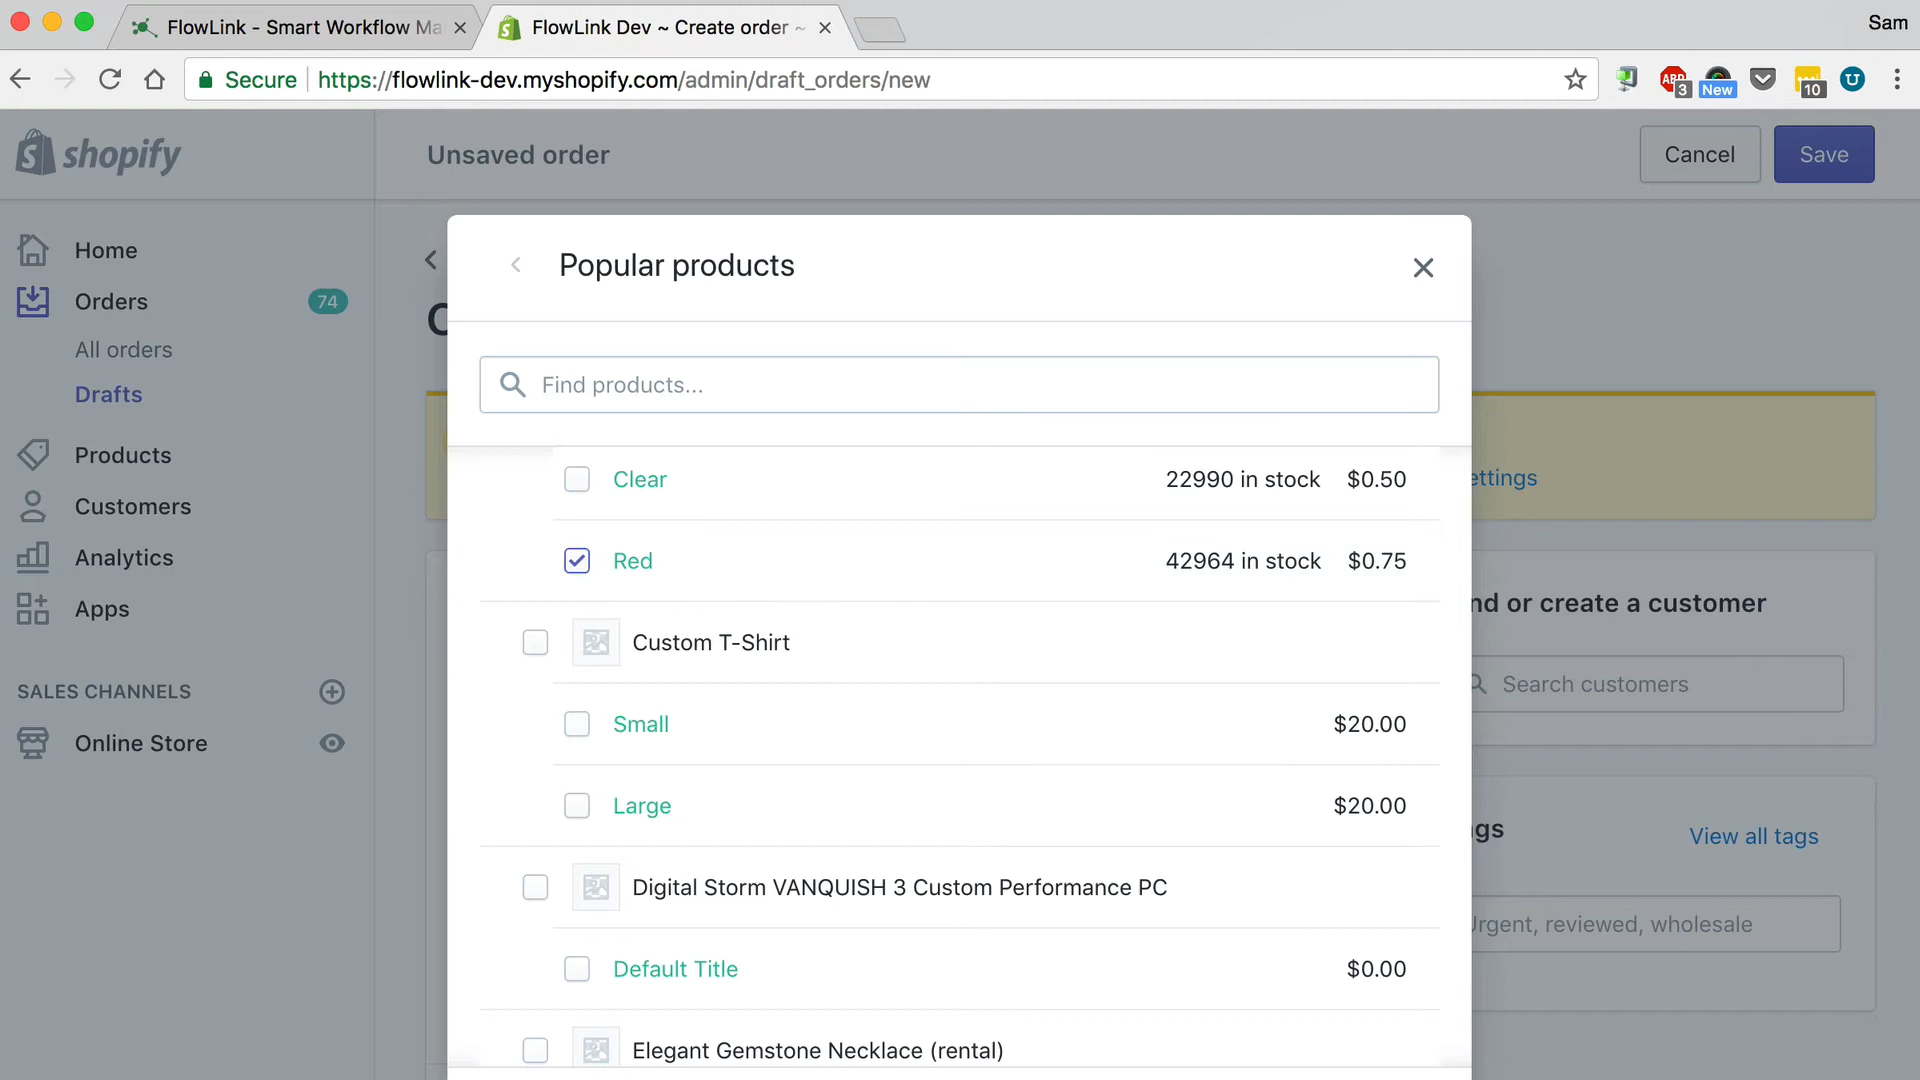 FlowLink - Smart Workflow Ma
FlowLink Dev ~ Create order ~
Sam
Secure
https://flowlink-dev.myshopify.com/admin/draft_orders/new
ABP
3
New
10
U
shopify
Unsaved order
Cancel
Save
Home
Orders
74
All orders
Drafts
Products
Customers
Analytics
Apps
SALES CHANNELS
Online Store
Popular products
Find products...
Clear
22990 in stock
$0.50
Red
42964 in stock
$0.75
Custom T-Shirt
Small
$20.00
Large
$20.00
Digital Storm VANQUISH 3 Custom Performance PC
Default Title
$0.00
Elegant Gemstone Necklace (rental)
ettings
nd or create a customer
Search customers
gs
View all tags
Urgent, reviewed, wholesale